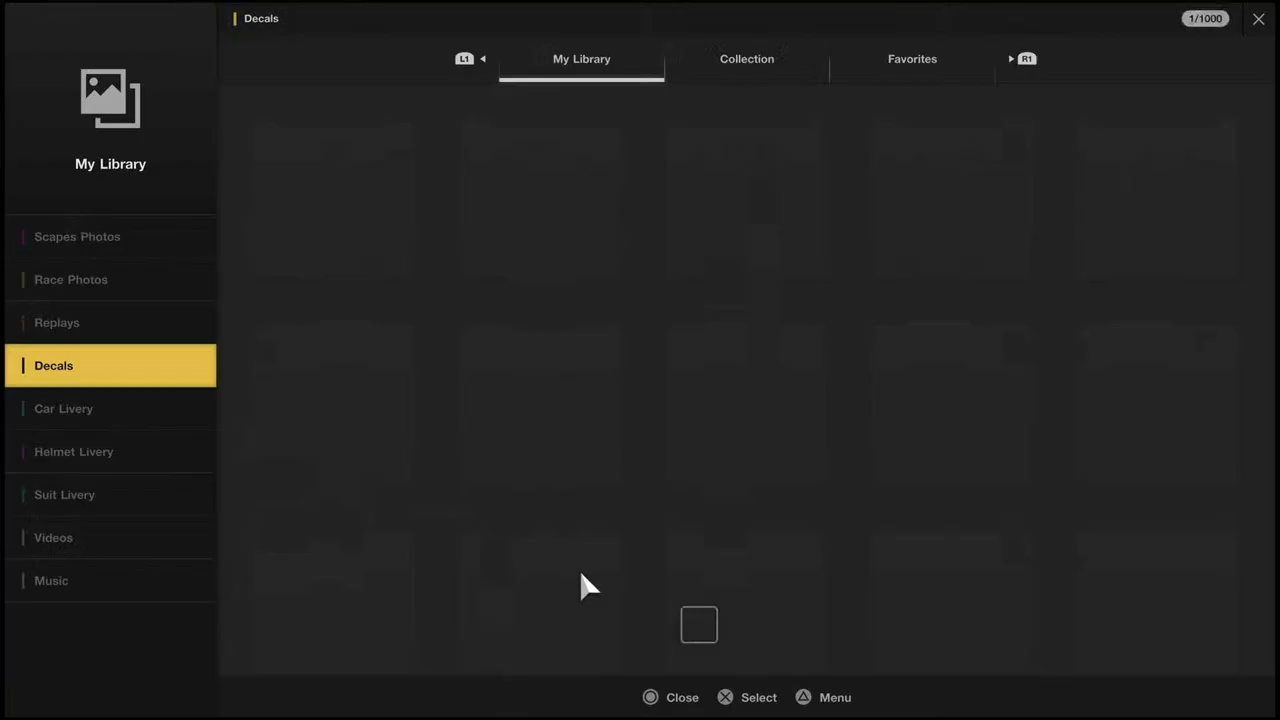 Decals
1/1000
L1
My Library
Collection
Favorites
R1
My Library
Scapes Photos
Race Photos
Replays
Decals
Car Livery
Helmet Livery
Suit Livery
Videos
Music
Close
Select
Menu